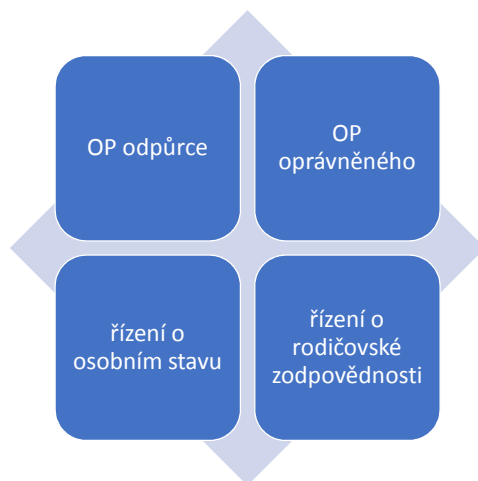 OP odpůrce
OP
oprávněného
řízení o
osobním stavu
řízení o
rodičovské
zodpovědnosti